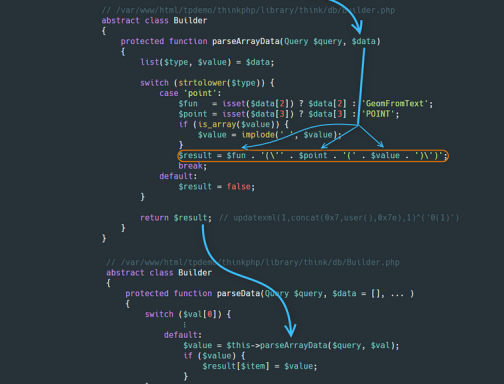 // /var/www/html/tpdemo/thinkphp/library/think/db/Builder.php
abstract class Builder
{
protected function parseArrayData(Query $query, $data)
{
list($type, $value) = $data;
switch (strtolower($type)) {
case 'point':
$fun = isset($data[2]) ? $data[2] : 'GeomFromText';
$point = isset($data[3]) ? $data[3] : 'POINT';
if (is_array($value)) {
$value = implode(' ', $value);
}
$result = $fun . '(\'' . $point . '(' . $value . ')\')';
break;
default:
$result = false;
}
return $result; // updatexml(1,concat(0x7,user(),0x7e),1)^('0(1)')
}
}
// /var/www/html/tpdemo/thinkphp/library/think/db/Builder.php
abstract class Builder
{
protected function parseData(Query $query, $data = [], ... )
{
switch ($val[0]) {
⋮
default:
$value = $this->parseArrayData($query, $val);
if ($value) {
$result[$item] = $value;
}